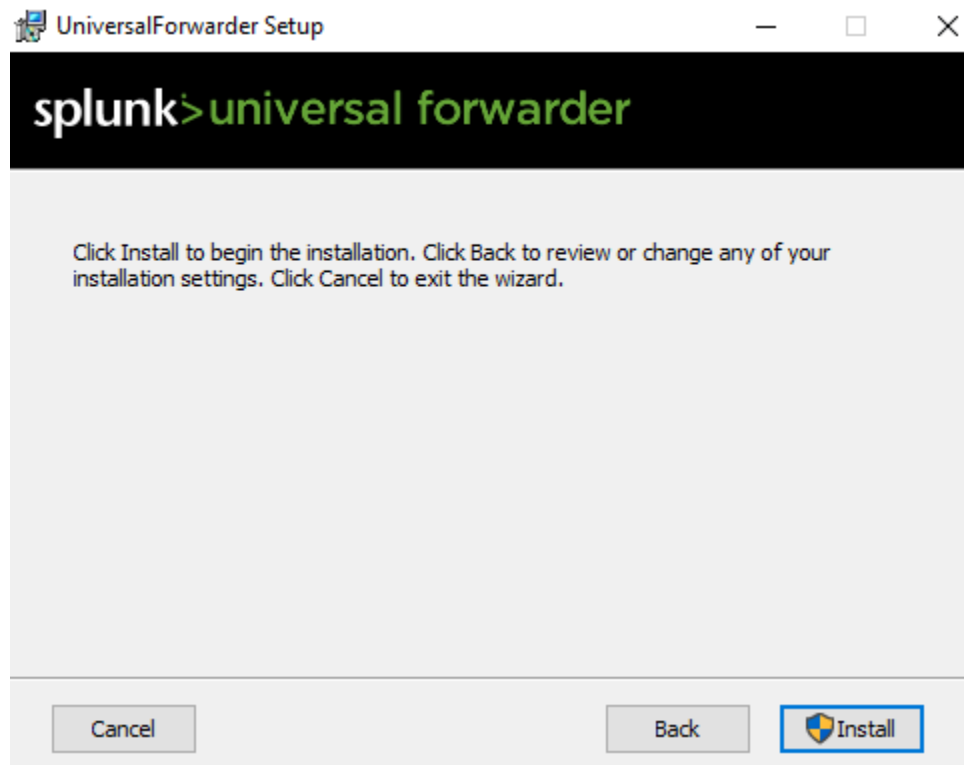 UniversalForwarder Setup
splunk>universal forwarder
Click Install to begin the installation. Click Back to review or change any of your
installation settings. Click Cancel to exit the wizard.
Cancel
Back
Install